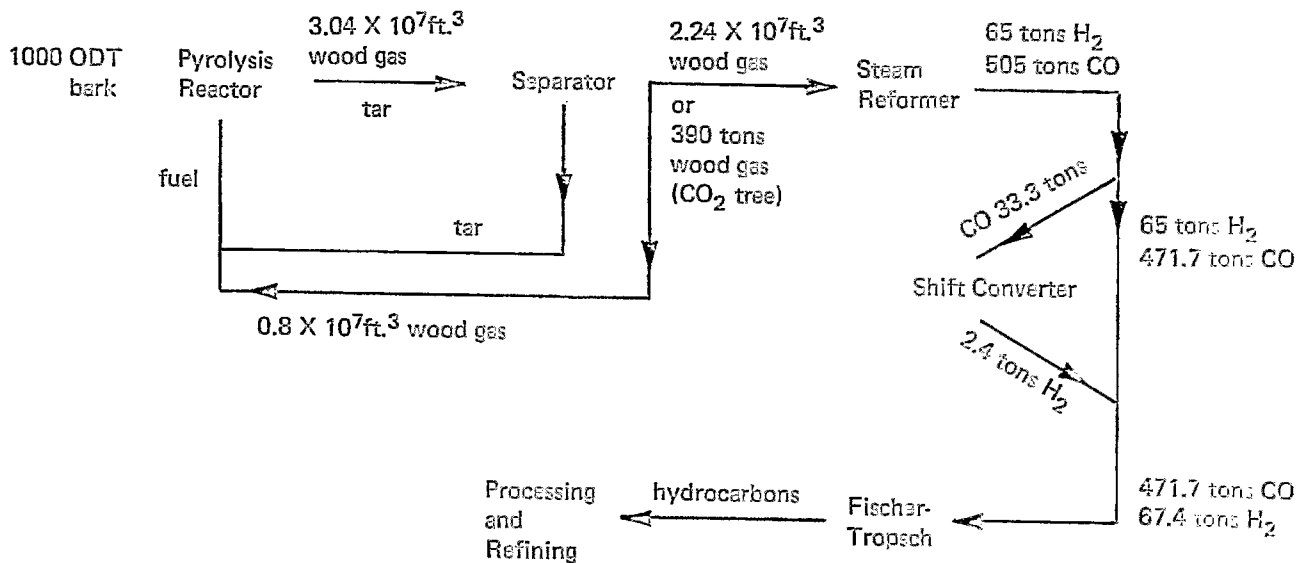 1000 ODT
bark
Pyrolysis
Reactor
3.04 X 10⁷ft.³
wood gas
tar
Separator
2.24 X 10⁷ft.³
wood gas
or
390 tons
wood gas
(CO₂ tree)
Steam
Reformer
65 tons H₂
505 tons CO
fuel
tar
0.8 X 10⁷ft.³ wood gas
CO 33.3 tons
65 tons H₂
471.7 tons CO
Shift Converter
2.4 tons H₂
471.7 tons CO
67.4 tons H₂
Fischer-
Tropsch
hydrocarbons
Processing
and
Refining